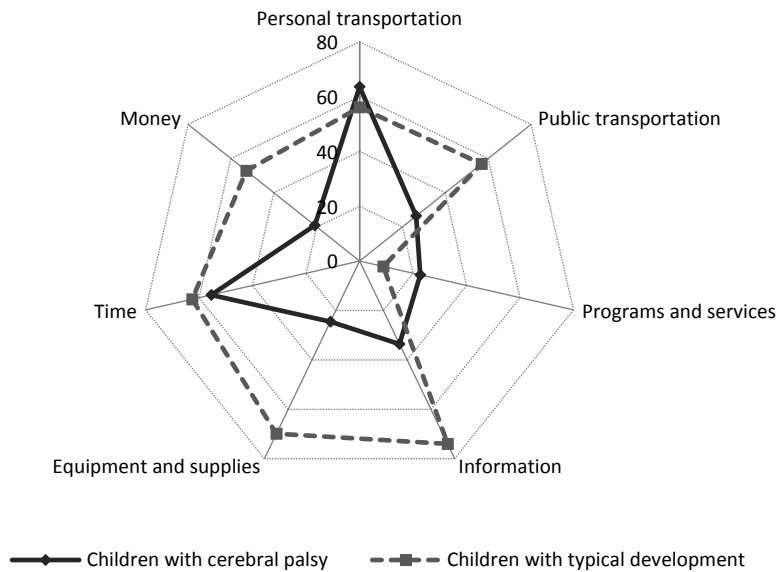 Personal transportation
80
60
40
20
0
Money
Public transportation
Time
Programs and services
Equipment and supplies
Information
Children with cerebral palsy
Children with typical development